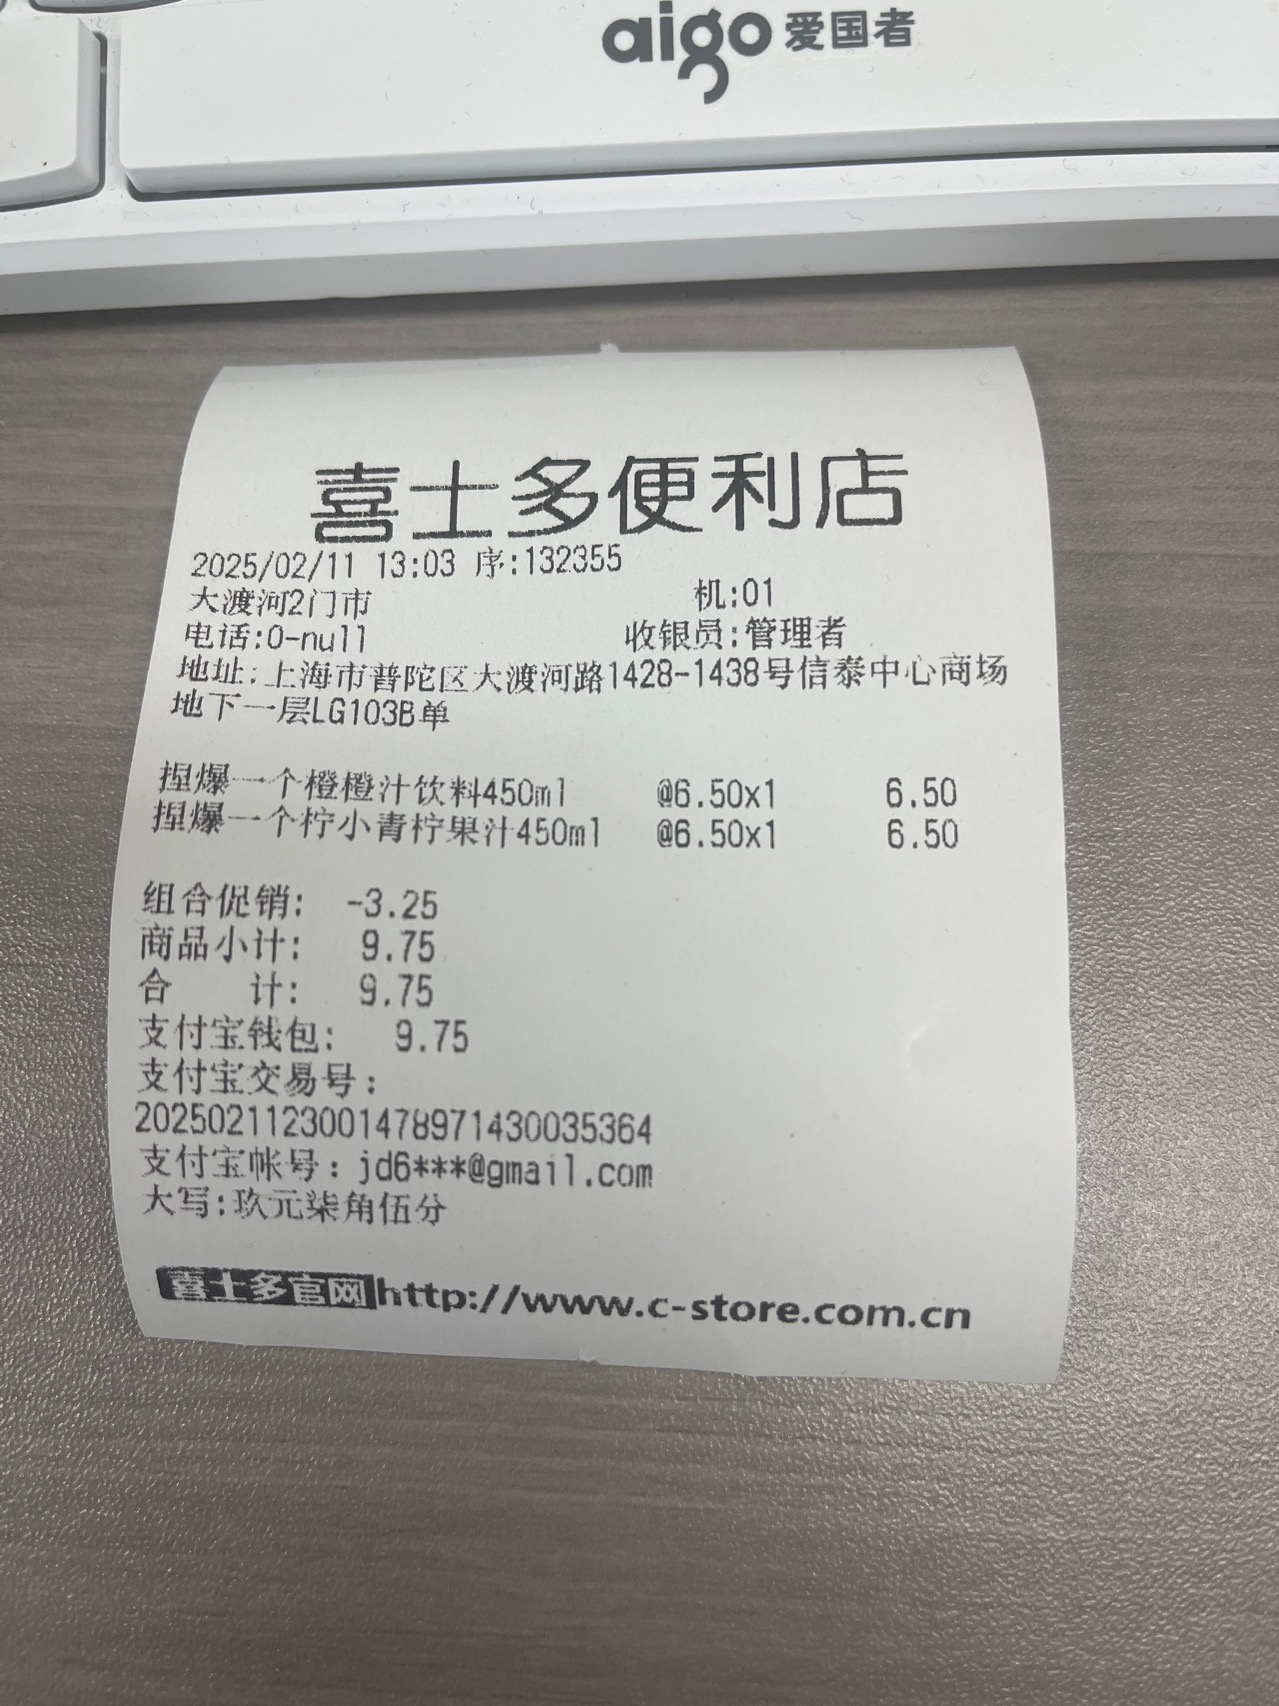 aigo 爱国者
喜士多便利店
2025/02/11 13:03 序:132355
大渡河2门市 机:01
电话:0-null 收银员:管理者
地址:上海市普陀区大渡河路1428-1438号信泰中心商场
地下一层LG103B单
捏爆一个橙橙汁饮料450ml @6.50x1 6.50
捏爆一个柠小青柠果汁450ml @6.50x1 6.50
组合促销: -3.25
商品小计: 9.75
合 计: 9.75
支付宝钱包: 9.75
支付宝交易号:
2025021123001478971430035364
支付宝帐号:jd6***@gmail.com
大写:玖元柒角伍分
喜士多官网http://www.c-store.com.cn